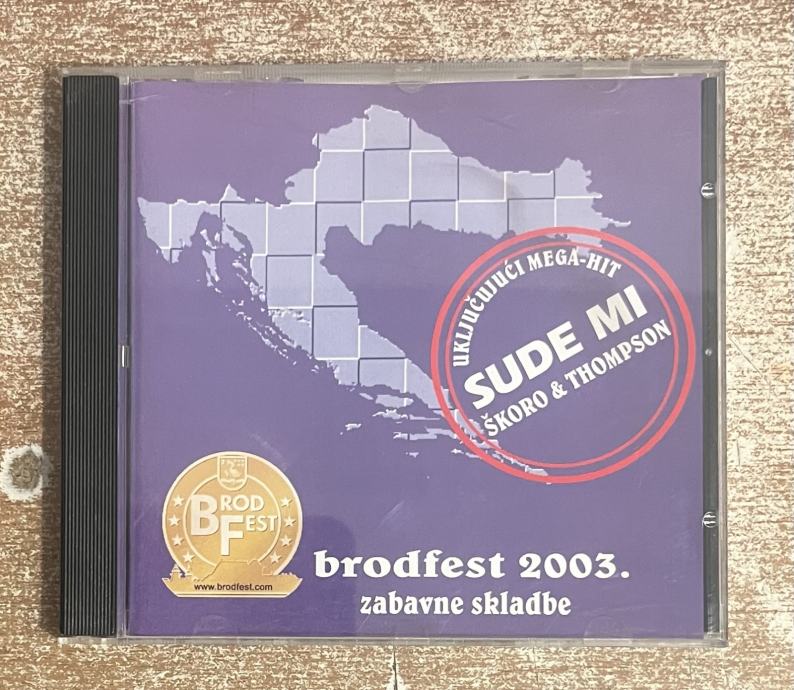 UKLJUČUJUĆI MEGA-HIT
SUDE MI
ŠKORO & THOMPSON
BROD
FEST
www.brodfest.com
brodfest 2003.
zabavne skladbe